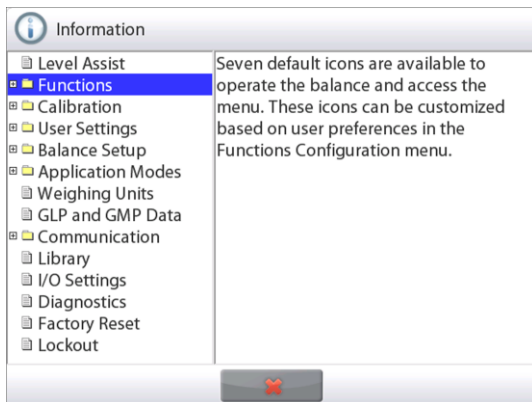 Information
Level Assist
Functions
Calibration
User Settings
Balance Setup
Application Modes
Weighing Units
GLP and GMP Data
Communication
Library
I/O Settings
Diagnostics
Factory Reset
Lockout
Seven default icons are available to
operate the balance and access the
menu. These icons can be customized
based on user preferences in the
Functions Configuration menu.